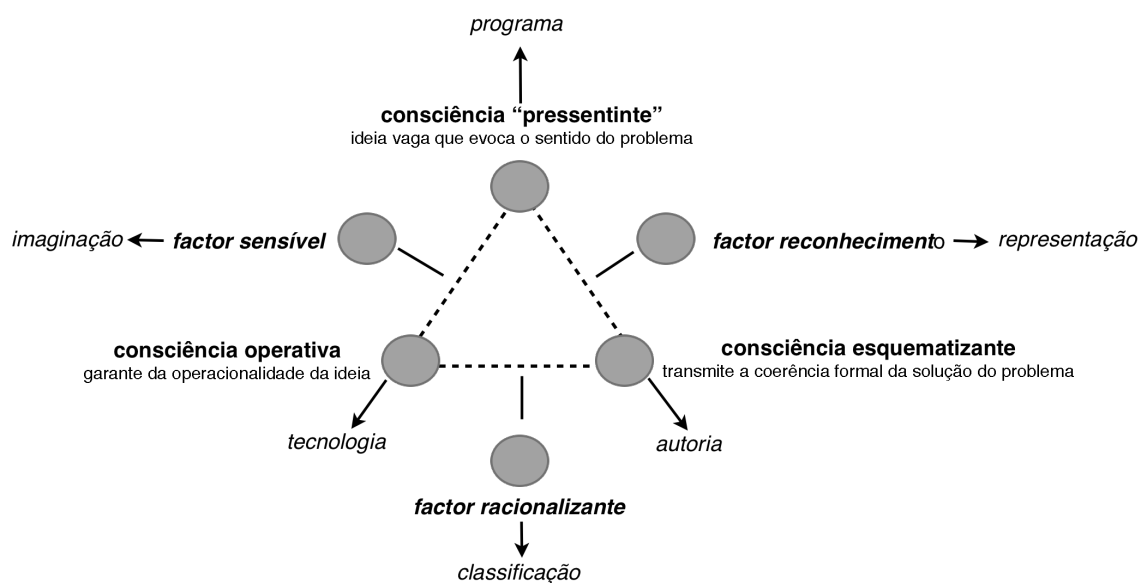 programa
consciência “pressentinte”
ideia vaga que evoca o sentido do problema
imaginação
factor sensível
factor reconhecimento
representação
consciência operativa
garante da operacionalidade da ideia
consciência esquematizante
transmite a coerência formal da solução do problema
tecnologia
autoria
factor racionalizante
classificação